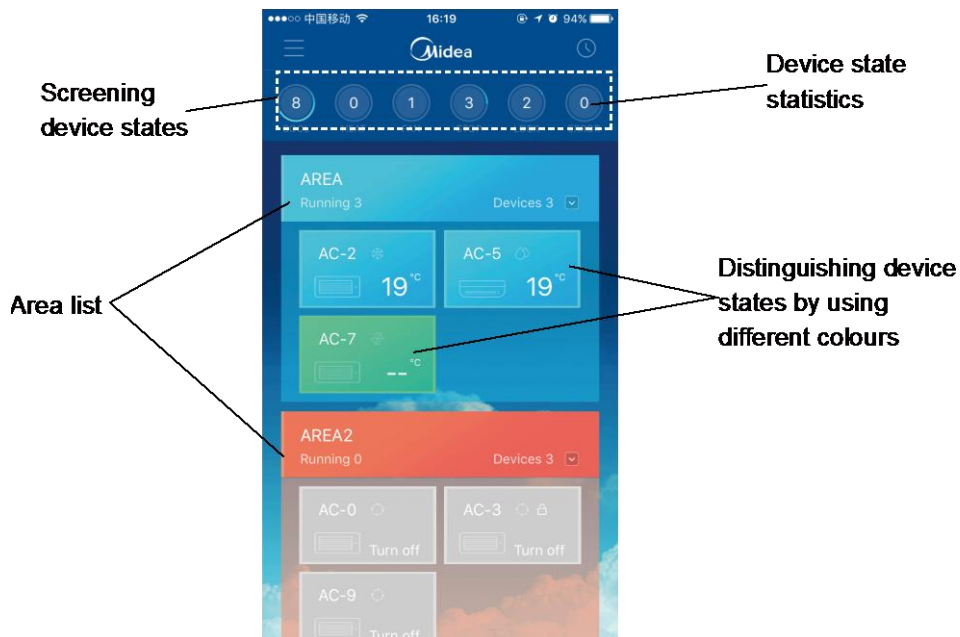 中国移动 16:19 94%
Midea
Screening
device states
Device state
statistics
8 0 1 3 2 0
AREA
Running 3 Devices 3
AC-2 19°C
AC-5 19°C
Area list
Distinguishing device
states by using
different colours
AC-7 --°C
AREA2
Running 0 Devices 3
AC-0 Turn off
AC-3 Turn off
AC-9 Turn off